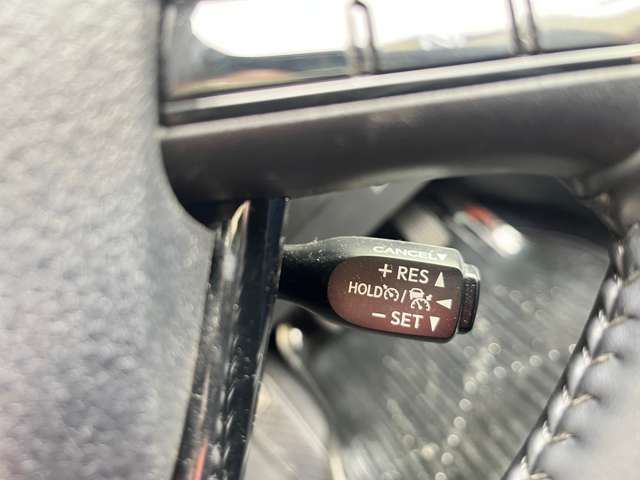 CANCEL▼
+ RES ▲
HOLD / ◄
− SET ▼